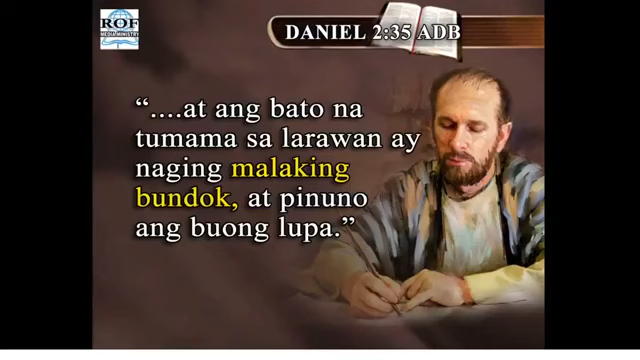 ROF
MEDIA MINISTRY
DANIEL 2:35 ADB
“....at ang bato na
tumama sa larawan ay
naging malaking
bundok, at pinuno
ang buong lupa.”